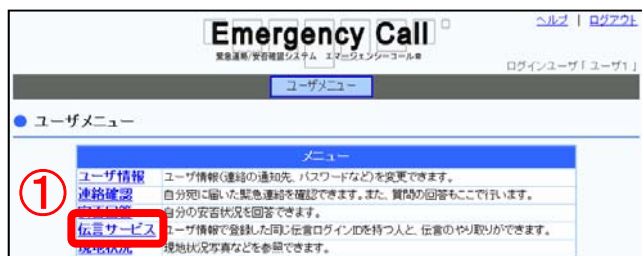 Emergency Call
緊急連絡/安否確認システム エマージェンシーコール®
ヘルプ | ログアウト
ログインユーザ「ユーザ1」
ユーザメニュー
ユーザメニュー
メニュー
ユーザ情報 ユーザ情報(連絡の通知先、パスワードなど)を変更できます。
連絡確認 自分宛に届いた緊急連絡を確認できます。また、質問の回答もここで行います。
自分の安否状況を回答できます。
①
伝言サービス ユーザ情報で登録した同じ伝言ログインIDを持つ人と、伝言のやり取りができます。
現地状況 現地状況写真などを参照できます。